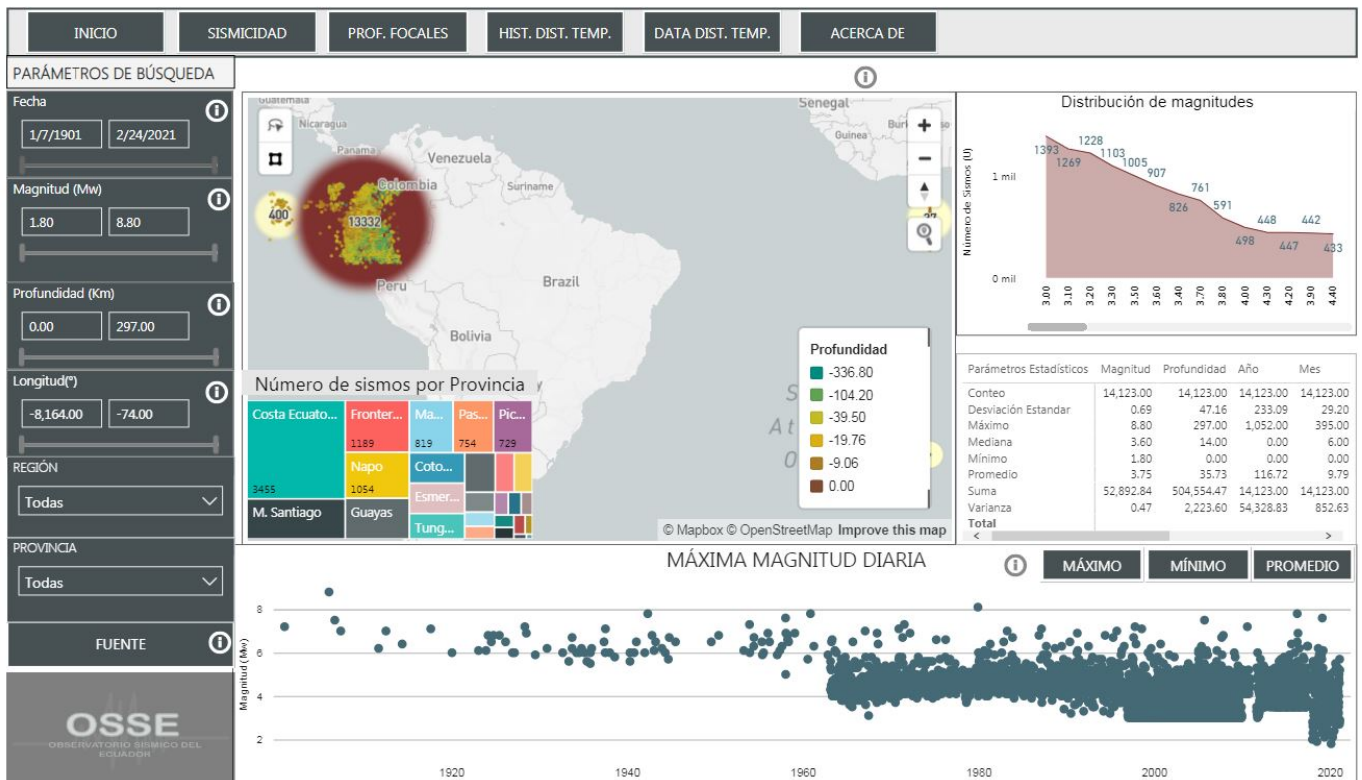 INICIO
SISMICIDAD
PROF. FOCALES
HIST. DIST. TEMP.
DATA DIST. TEMP.
ACERCA DE
PARÁMETROS DE BÚSQUEDA
Fecha
1/7/1901 2/24/2021
Magnitud (Mw)
1.80 8.80
Profundidad (Km)
0.00 297.00
Longitud(°)
-8,164.00 -74.00
REGIÓN
Todas
PROVINCIA
Todas
FUENTE
OSSE
OBSERVATORIO SÍSMICO DEL
ECUADOR
Guatemala
Nicaragua
Panama
Venezuela
Colombia
Suriname
Senegal
Guinea
400
13332
Peru
Brazil
Bolivia
Profundidad
-336.80
-104.20
-39.50
-19.76
-9.06
0.00
© Mapbox © OpenStreetMap Improve this map
Número de sismos por Provincia
Costa Ecuato...
3455
Fronter...
1189
Ma...
819
Pas...
754
Pic...
729
Napo
1054
Coto...
Esmer...
M. Santiago
Guayas
Tung...
Distribución de magnitudes
Número de Sismos (U)
1 mil
0 mil
1393
1269
1228
1103
1005
907
826
761
591
498
448
447
442
433
3.00
3.10
3.20
3.30
3.50
3.60
3.40
3.70
3.80
4.00
4.30
4.20
3.90
4.40
Parámetros Estadísticos Magnitud Profundidad Año Mes
Conteo 14,123.00 14,123.00 14,123.00 14,123.00
Desviación Estandar 0.69 47.16 233.09 29.20
Máximo 8.80 297.00 1,052.00 395.00
Mediana 3.60 14.00 0.00 6.00
Mínimo 1.80 0.00 0.00 0.00
Promedio 3.75 35.73 116.72 9.79
Suma 52,892.84 504,554.47 14,123.00 14,123.00
Varianza 0.47 2,223.60 54,328.83 852.63
Total
MÁXIMA MAGNITUD DIARIA
MÁXIMO
MÍNIMO
PROMEDIO
Magnitud (Mw)
8
6
4
2
1920
1940
1960
1980
2000
2020